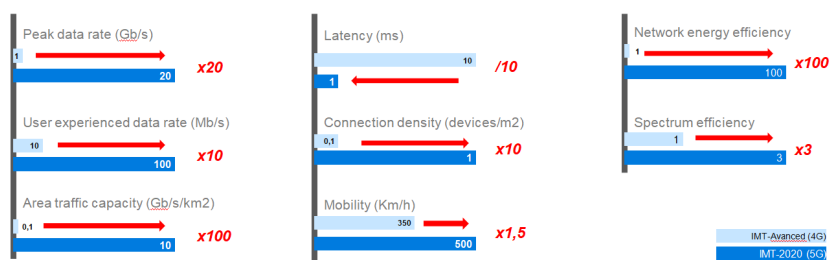 Peak data rate (Gb/s)
1
20
x20
User experienced data rate (Mb/s)
10
100
x10
Area traffic capacity (Gb/s/km2)
0,1
10
x100
Latency (ms)
10
1
/10
Connection density (devices/m2)
0,1
1
x10
Mobility (Km/h)
350
500
x1,5
Network energy efficiency
1
100
x100
Spectrum efficiency
1
3
x3
IMT-Avanced (4G)
IMT-2020 (5G)